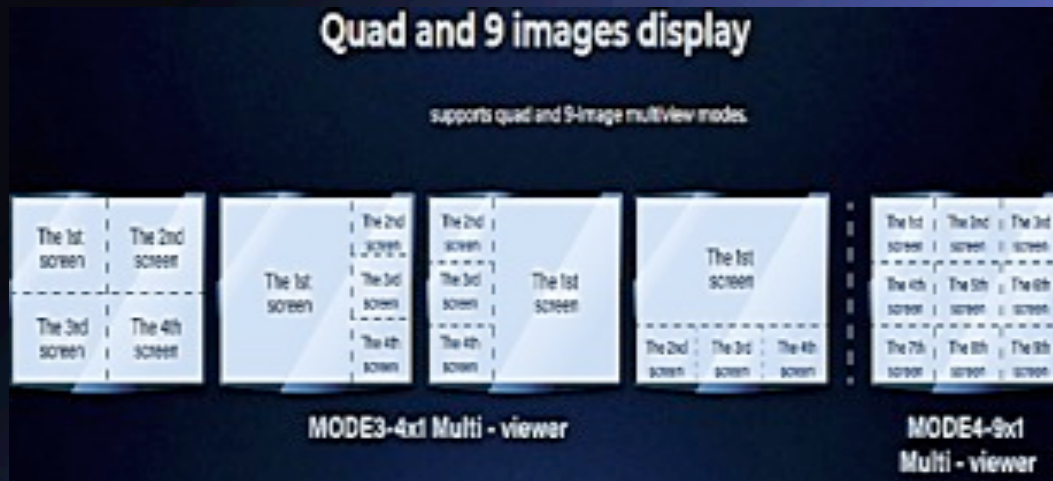 Quad and 9 images display
supports quad and 9-image multiview modes.
The 1st
screen
The 2nd
screen
The 3rd
screen
The 4th
screen
The 1st
screen
The 2nd
screen
The 3rd
screen
The 4th
screen
The 2nd
screen
The 3rd
screen
The 4th
screen
The 1st
screen
The 1st
screen
The 2nd
screen
The 3rd
screen
The 4th
screen
The 1st
screen
The 2nd
screen
The 3rd
screen
The 4th
screen
The 5th
screen
The 6th
screen
The 7th
screen
The 8th
screen
The 9th
screen
MODE3-4x1 Multi - viewer
MODE4-9x1
Multi - viewer